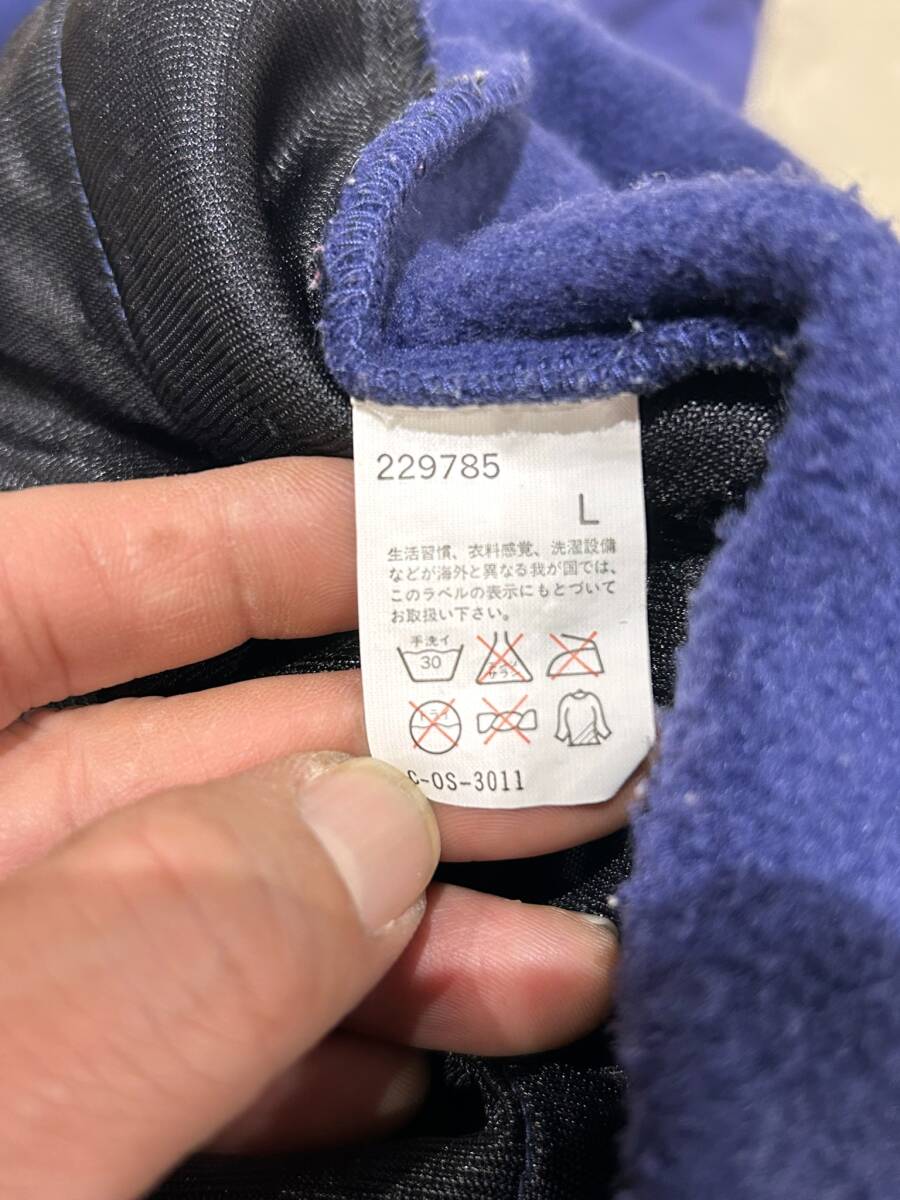 229785
L
生活習慣、衣料感覚、洗濯設備
などが海外と異なる我が国では、
このラベルの表示にもとづいて
お取扱い下さい。
手洗イ
30
エンソ
サラシ
ドライ
C-OS-3011